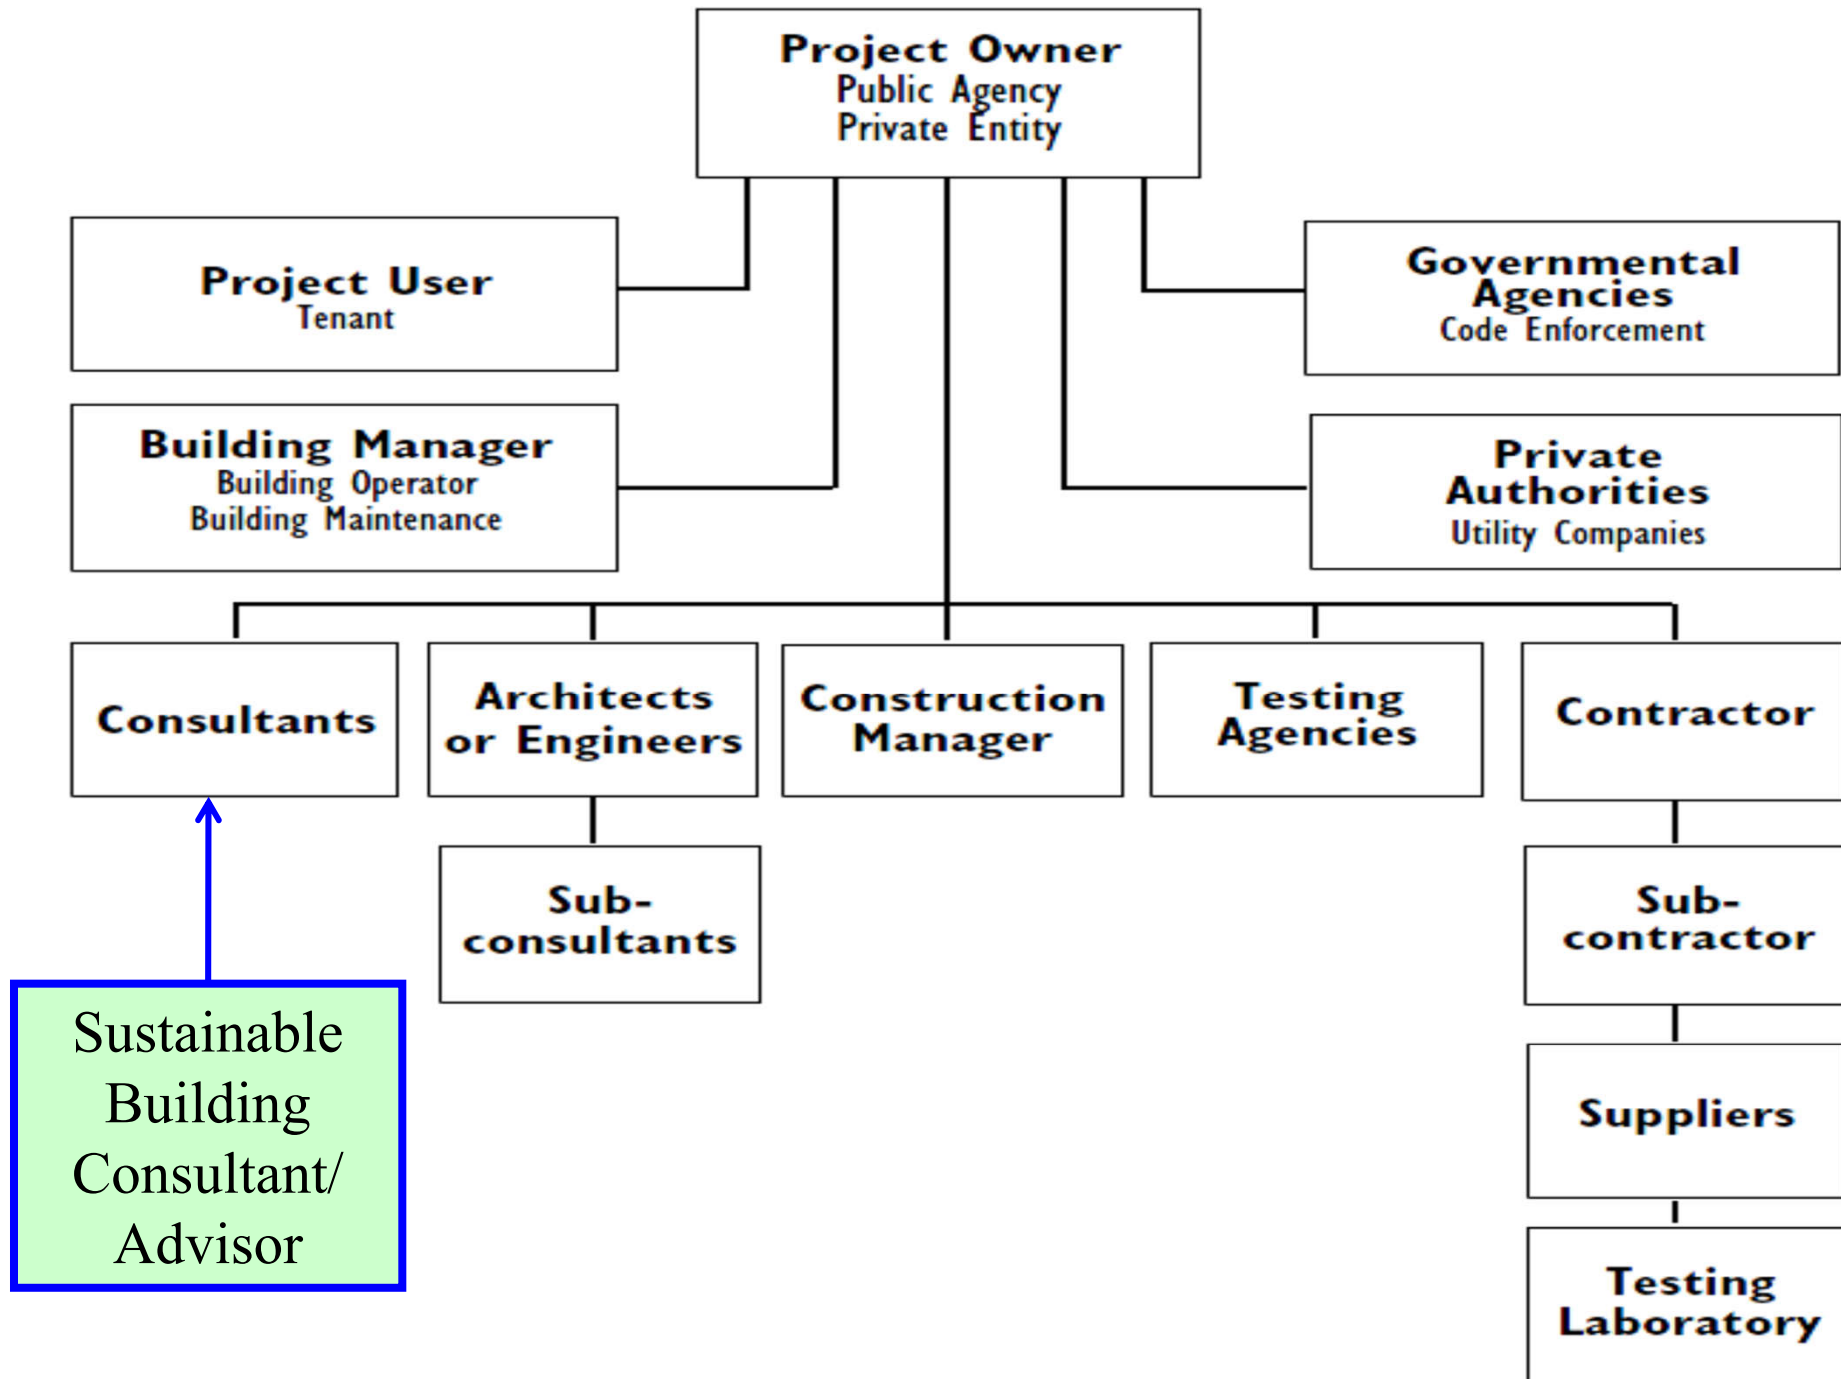 Project Owner
Public Agency
Private Entity
Project User
Tenant
Governmental
Agencies
Code Enforcement
Building Manager
Building Operator
Building Maintenance
Private
Authorities
Utility Companies
Consultants
Architects
or Engineers
Construction
Manager
Testing
Agencies
Contractor
Sub-
consultants
Sub-
contractor
Sustainable
Building
Consultant/
Advisor
Suppliers
Testing
Laboratory